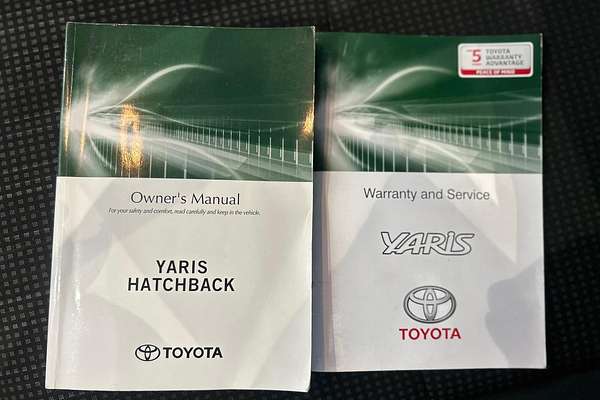 Owner's Manual
For your safety and comfort, read carefully and keep in the vehicle.
YARIS
HATCHBACK
TOYOTA
5
TOYOTA
WARRANTY
ADVANTAGE
PEACE OF MIND
Warranty and Service
YARIS
TOYOTA